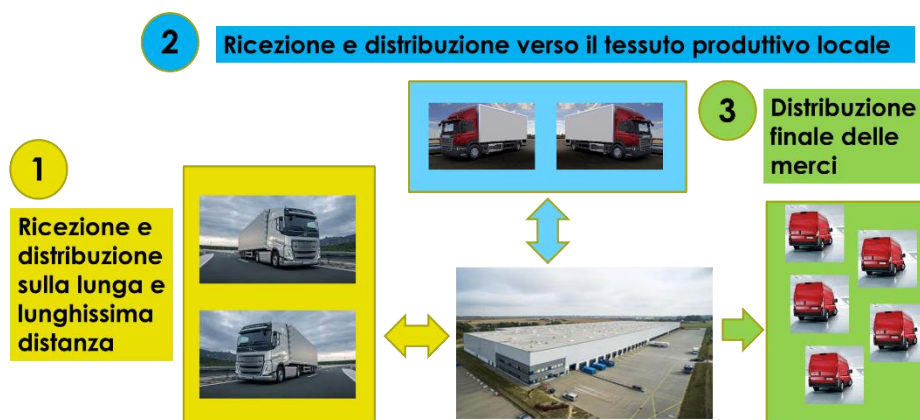 2
Ricezione e distribuzione verso il tessuto produttivo locale
3
Distribuzione
finale delle
merci
1
Ricezione e
distribuzione
sulla lunga e
lunghissima
distanza